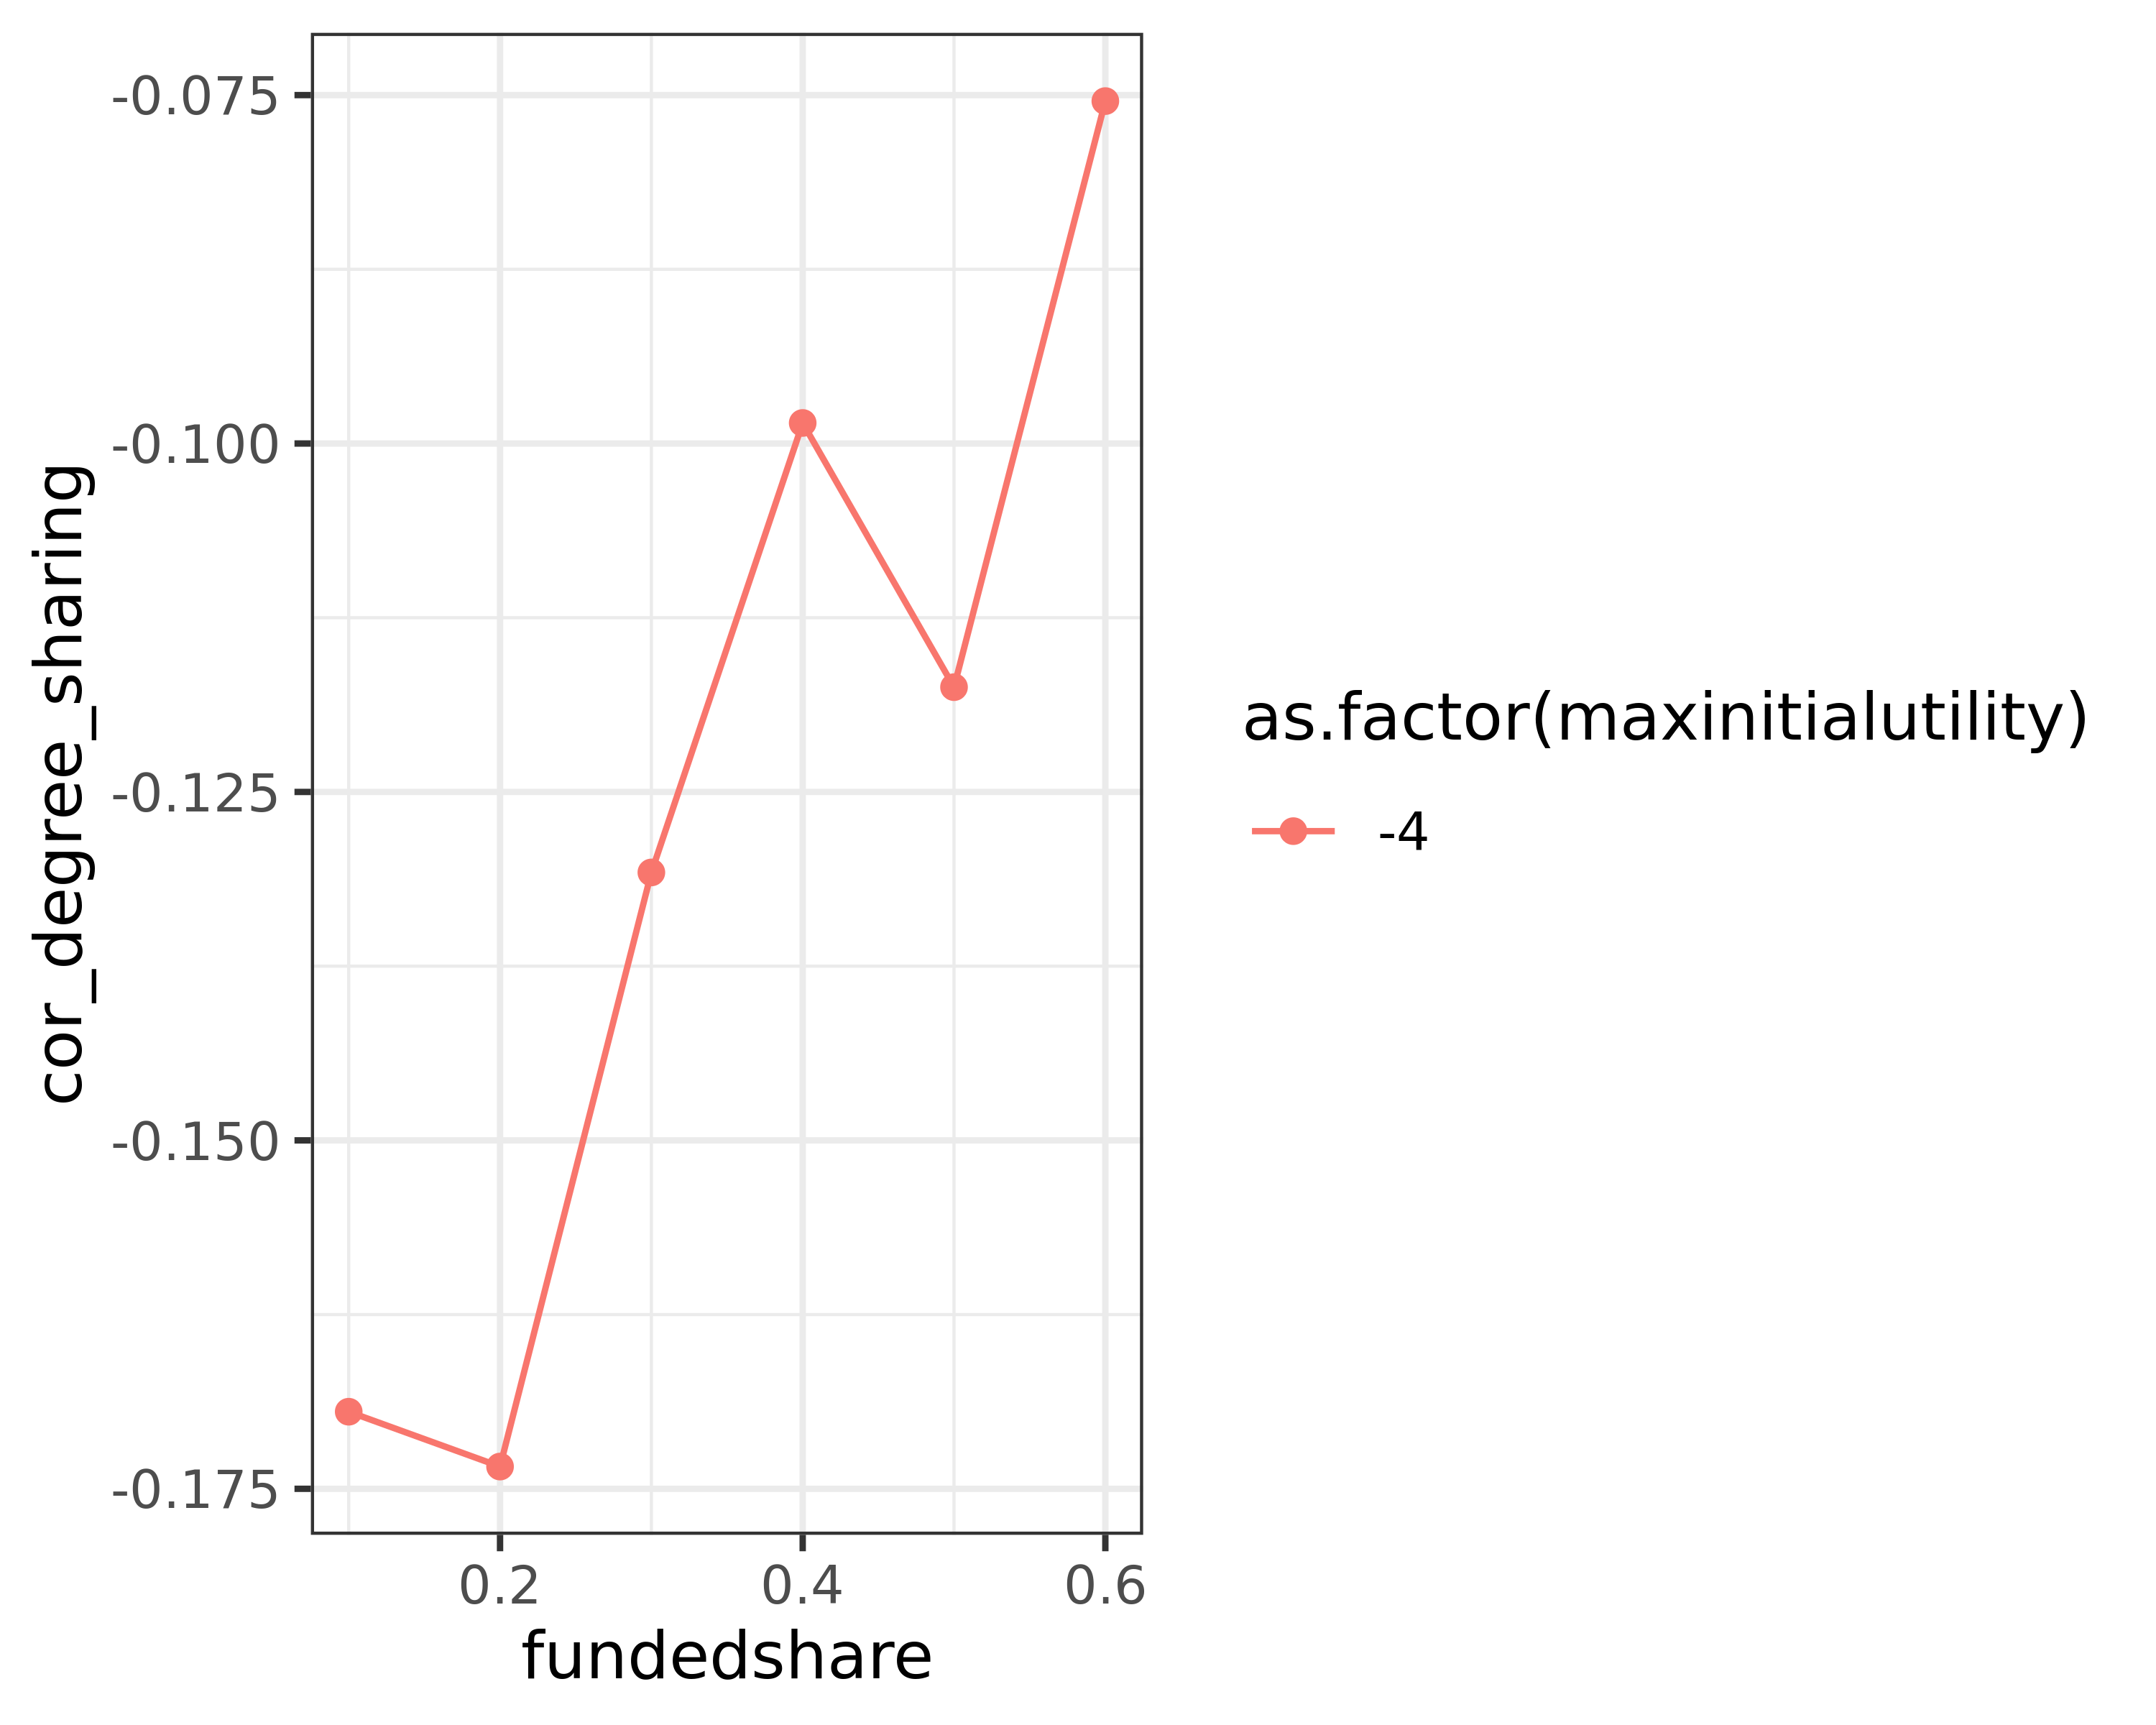 cor_degree_sharing
-0.075
-0.100
-0.125
-0.150
-0.175
0.2 0.4 0.6
fundedshare
as.factor(maxinitialutility)
-4